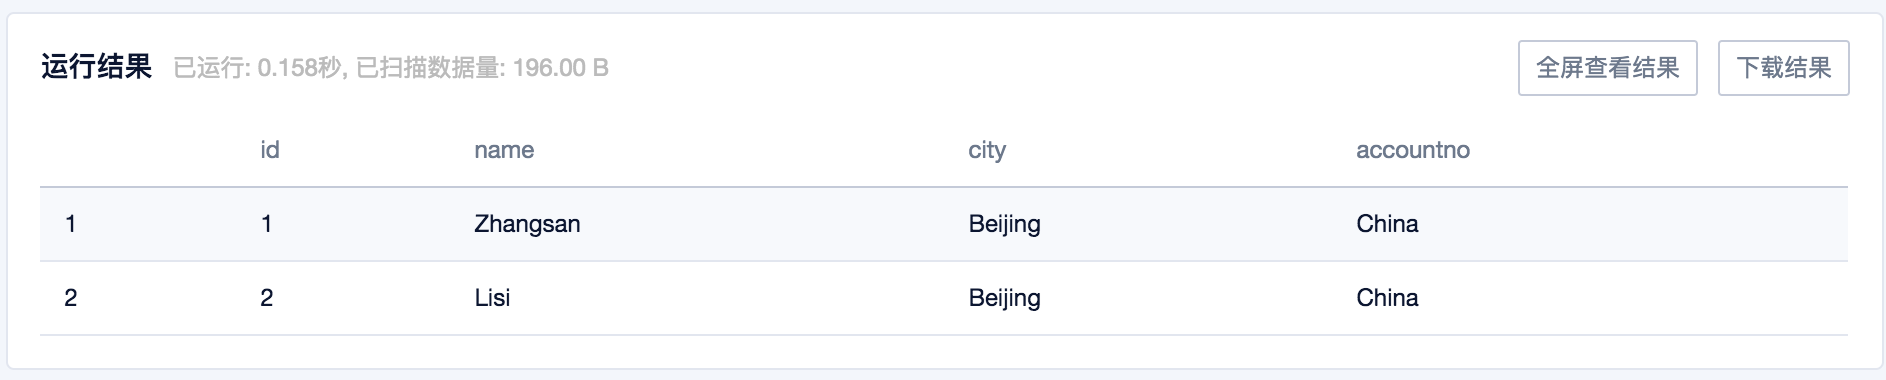 运行结果 已运行: 0.158秒, 已扫描数据量: 196.00 B 全屏查看结果 下载结果
id name city accountno
1 1 Zhangsan Beijing China
2 2 Lisi Beijing China